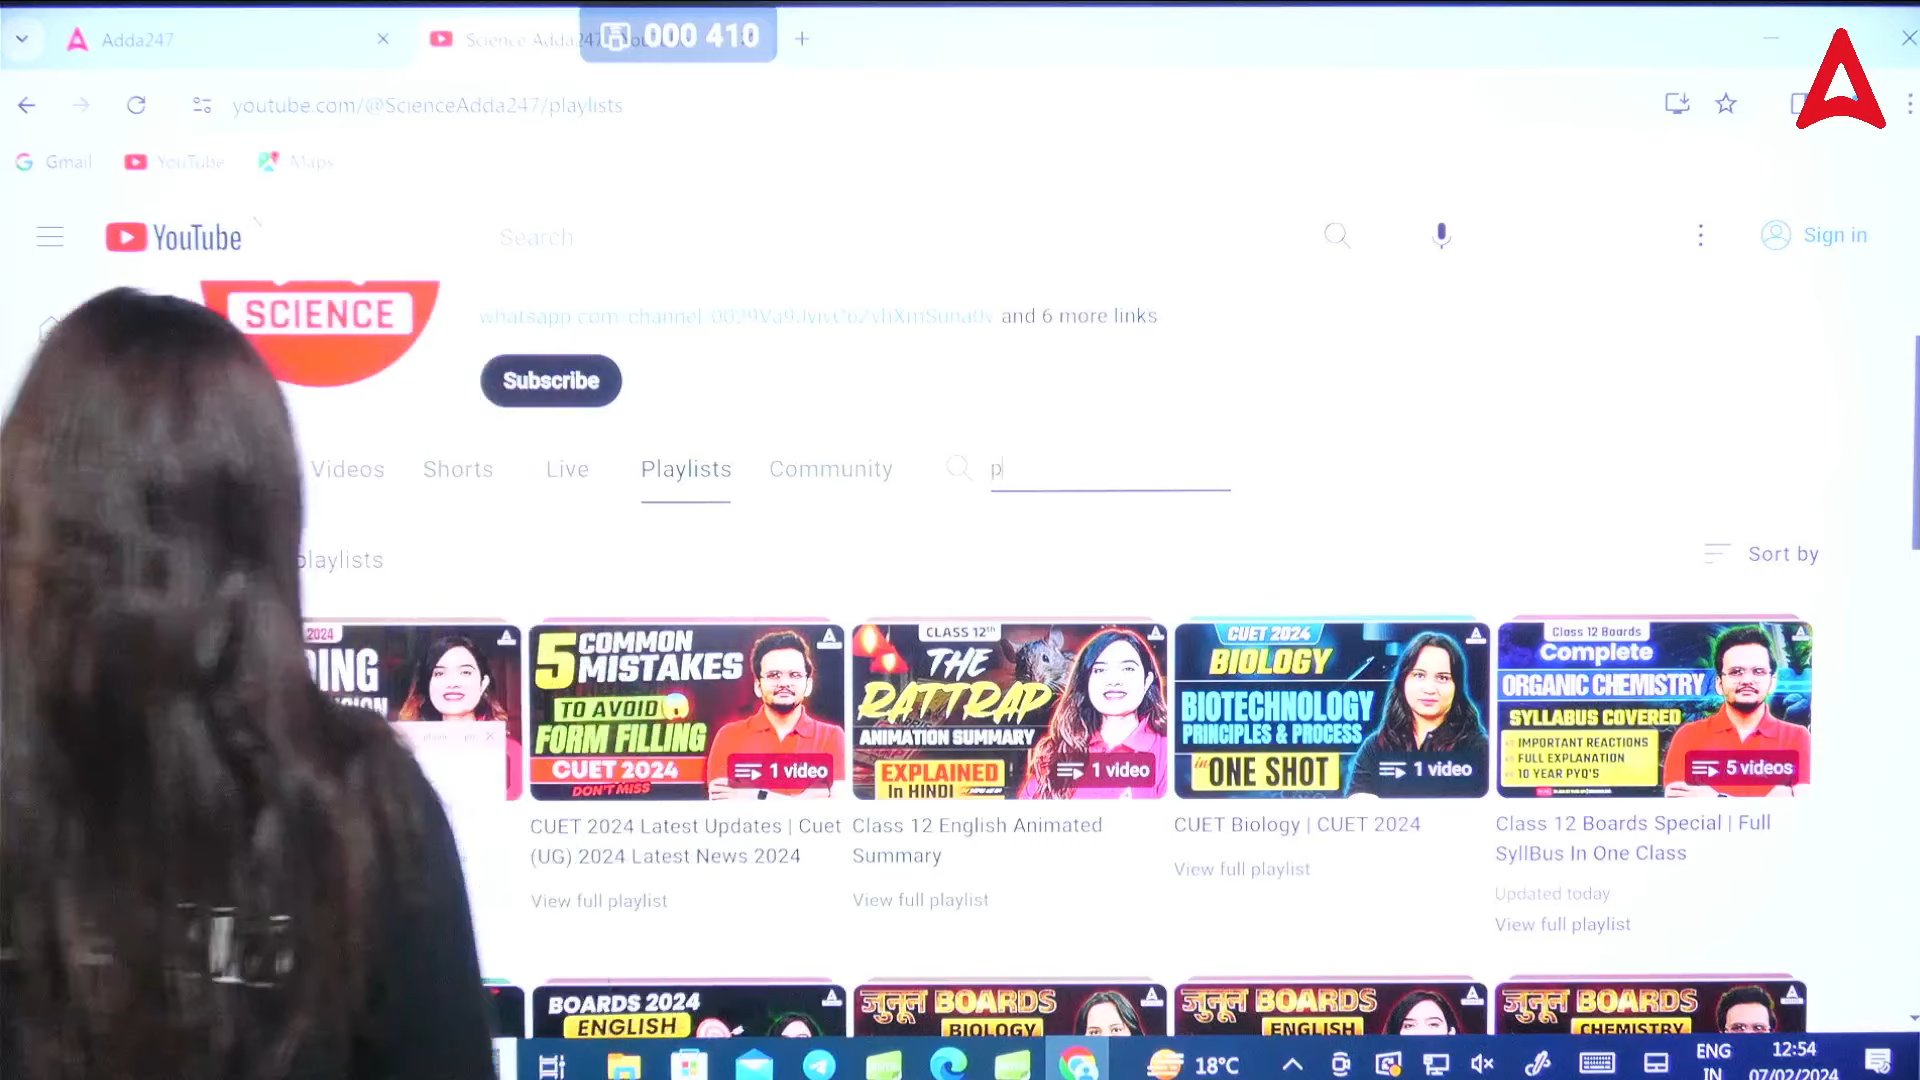 Adda247
Science Adda247
000 410
youtube.com/@ScienceAdda247/playlists
Gmail
YouTube
Maps
YouTube
Search
Sign in
SCIENCE
and 6 more links
Subscribe
Videos
Shorts
Live
Playlists
Community
p
playlists
Sort by
2024
5 COMMON
MISTAKES
TO AVOID
FORM FILLING
CUET 2024
DON'T MISS
1 video
CLASS 12th
THE
RATTRAP
ANIMATION SUMMARY
EXPLAINED
In HINDI
1 video
CUET 2024
BIOLOGY
BIOTECHNOLOGY
PRINCIPLES & PROCESS
in ONE SHOT
1 video
Class 12 Boards
Complete
ORGANIC CHEMISTRY
SYLLABUS COVERED
IMPORTANT REACTIONS
FULL EXPLANATION
10 YEAR PYQ'S
5 videos
CUET 2024 Latest Updates | Cuet
(UG) 2024 Latest News 2024
View full playlist
Class 12 English Animated
Summary
View full playlist
CUET Biology | CUET 2024
View full playlist
Class 12 Boards Special | Full
SyllBus In One Class
Updated today
View full playlist
BOARDS 2024
ENGLISH
जुनून BOARDS
BIOLOGY
जुनून BOARDS
ENGLISH
जुनून BOARDS
CHEMISTRY
18°C
ENG
IN
12:54
07/02/2024